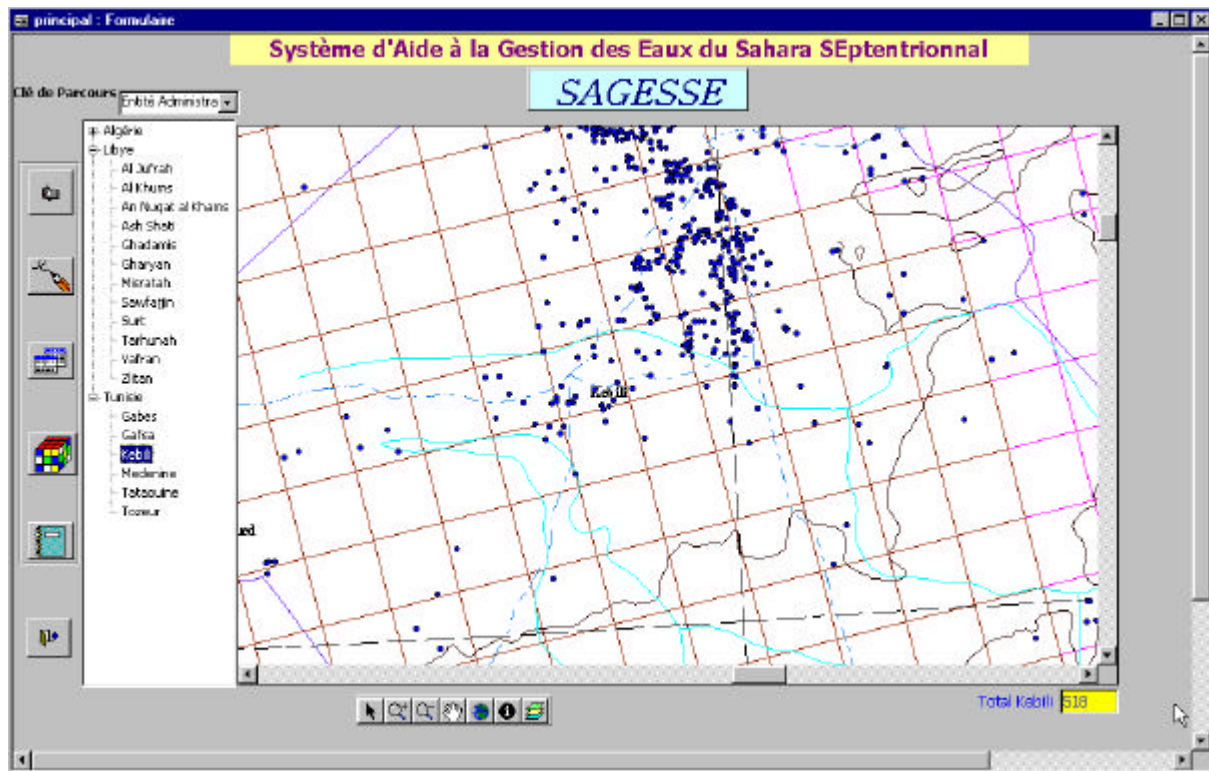 principal : Formulaire
Système d'Aide à la Gestion des Eaux du Sahara SEptentrionnal
SAGESSE
Clé de Parcours
Entité Administra
Algérie
Libye
Al Jufrah
Al Khums
An Nuqat al Khams
Ash Shati
Ghadamis
Gharyan
Misratah
Sawfajjin
Surt
Tarhunah
Yafran
Zlitan
Tunisie
Gabes
Gafsa
Kebili
Medenine
Tataouine
Tozeur
Kebili
ued
Total Kebili 518